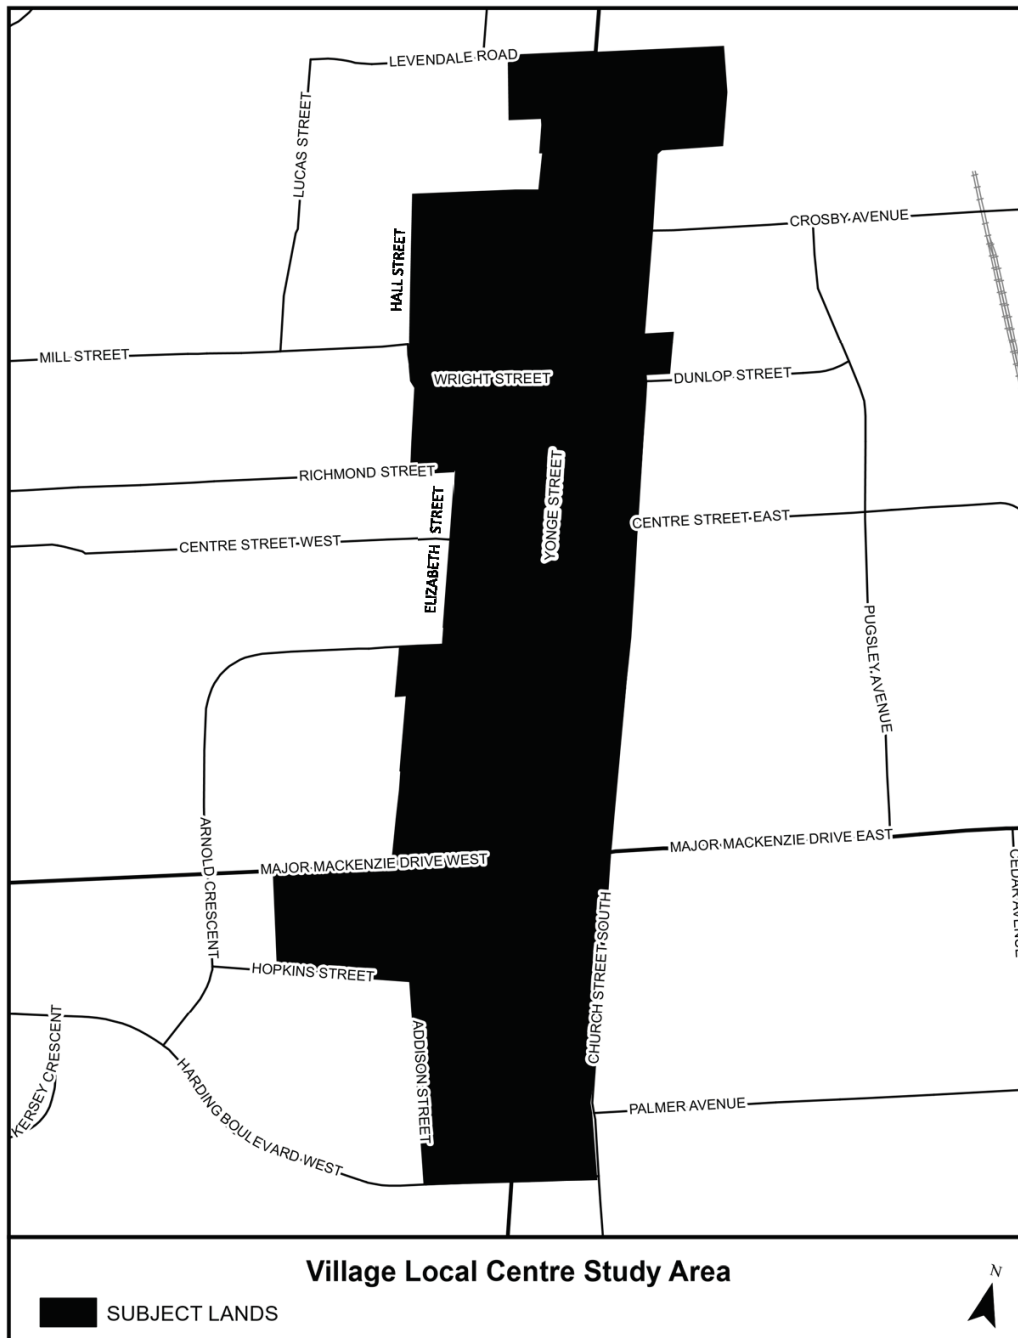 LEVENDALE ROAD
LUCAS STREET
CROSBY AVENUE
HALL STREET
MILL STREET
WRIGHT STREET
DUNLOP STREET
RICHMOND STREET
YONGE STREET
ELIZABETH STREET
CENTRE STREET EAST
CENTRE STREET WEST
PUGSLEY AVENUE
ARNOLD CRESCENT
MAJOR MACKENZIE DRIVE WEST
MAJOR MACKENZIE DRIVE EAST
CEDAR AVENUE
HOPKINS STREET
CHURCH STREET SOUTH
KERSEY CRESCENT
ADDISON STREET
HARDING BOULEVARD WEST
PALMER AVENUE
Village Local Centre Study Area
N
SUBJECT LANDS